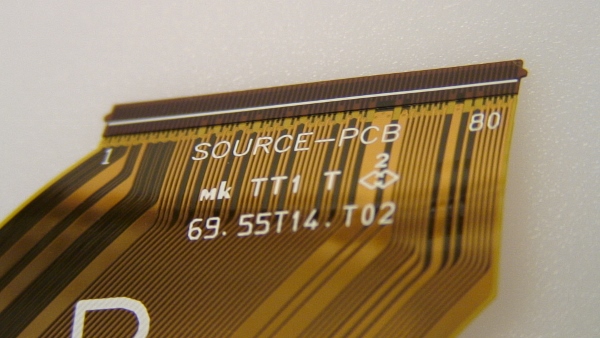 1 80
SOURCE-PCB
2
mk TT1 T
69.55T14.T02